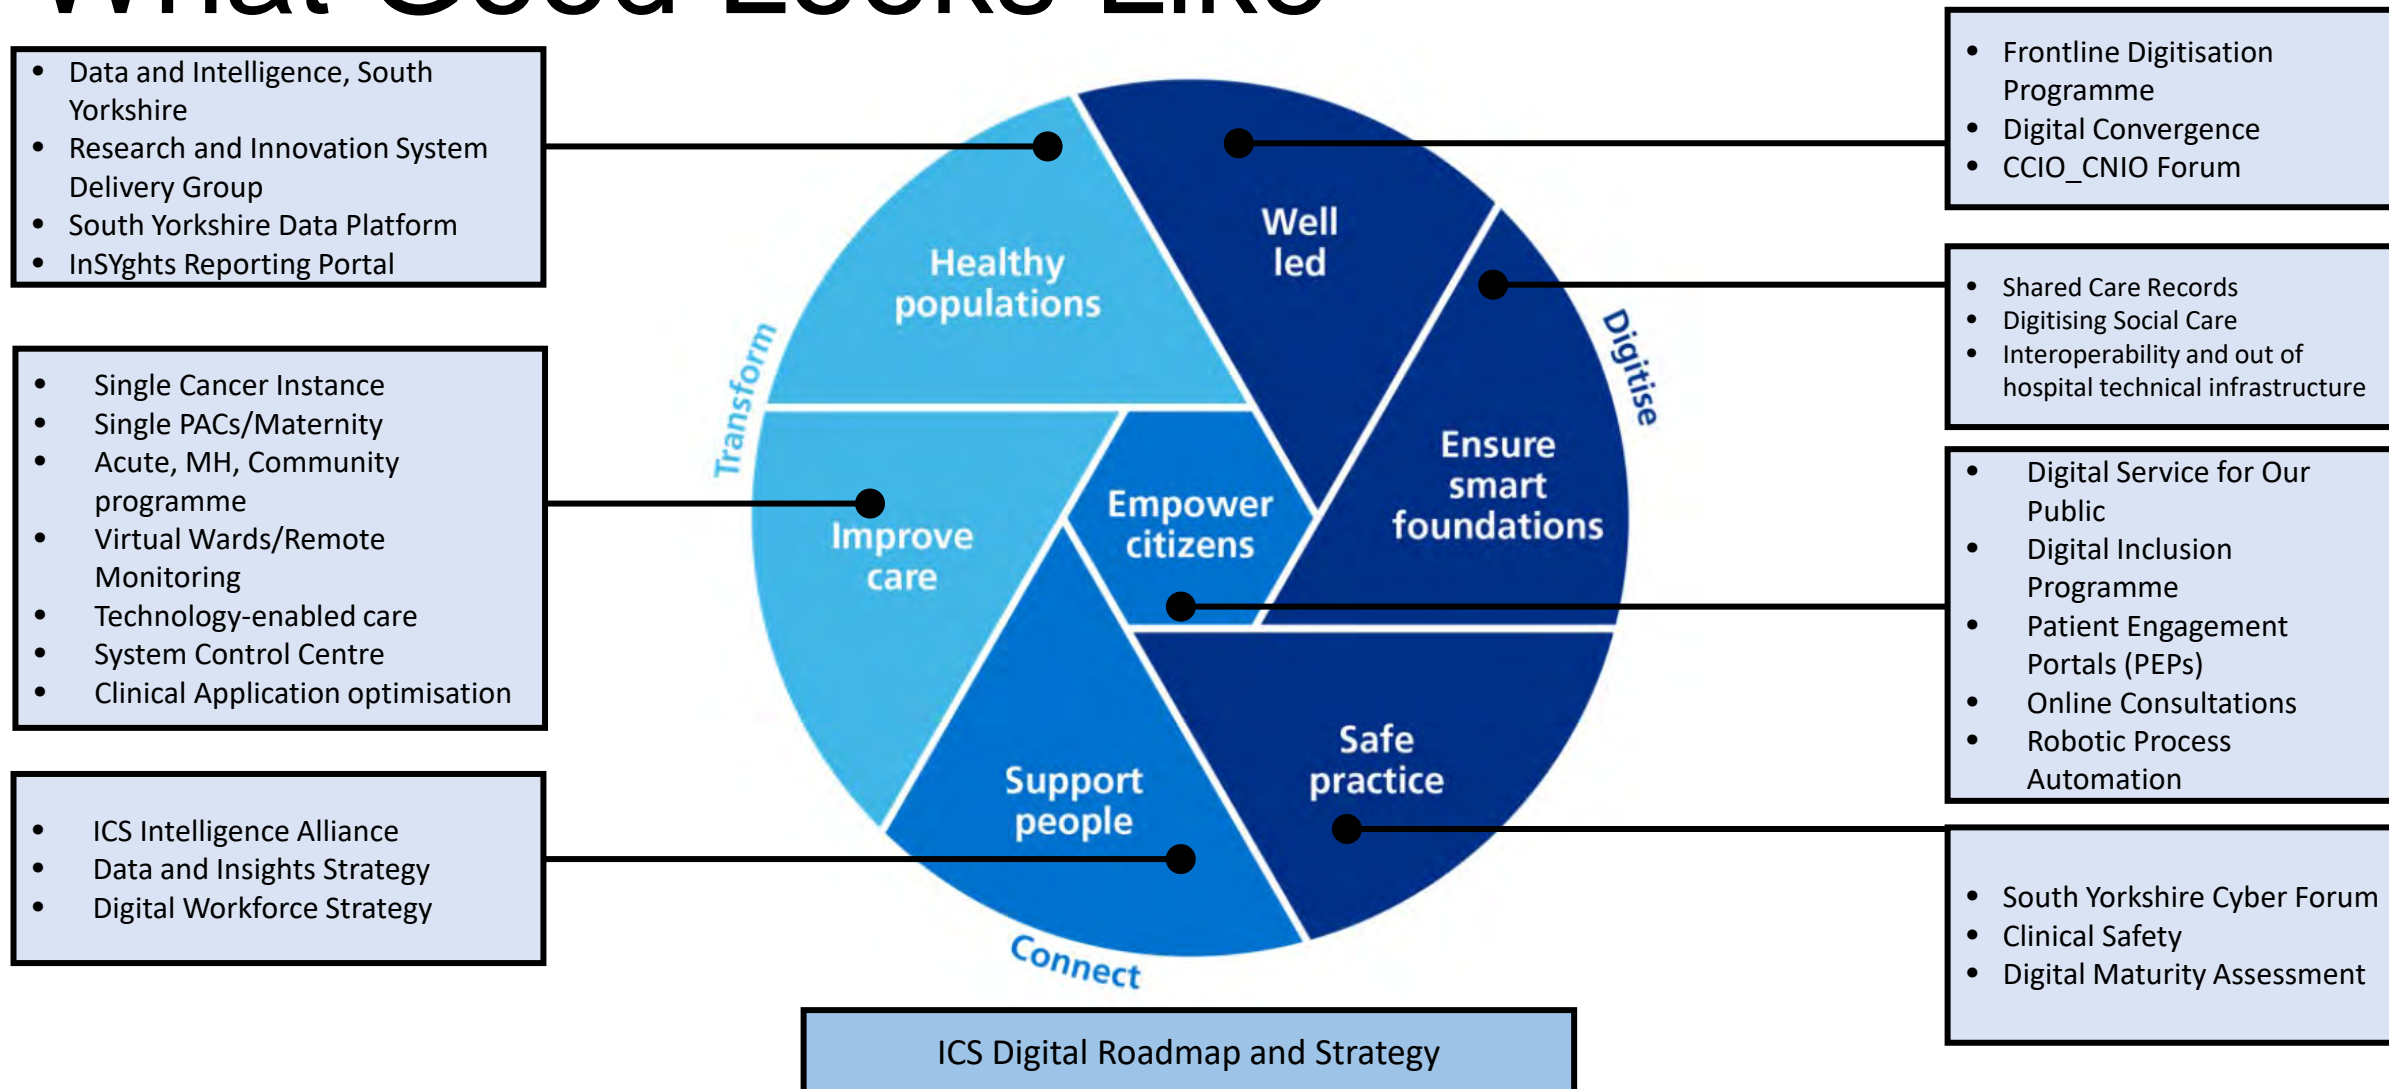 What Good Looks Like
• Data and Intelligence, South
Yorkshire
• Research and Innovation System
Delivery Group
• South Yorkshire Data Platform
• InSYghts Reporting Portal
• Single Cancer Instance
• Single PACs/Maternity
• Acute, MH, Community
programme
• Virtual Wards/Remote
Monitoring
• Technology-enabled care
• System Control Centre
• Clinical Application optimisation
• ICS Intelligence Alliance
• Data and Insights Strategy
• Digital Workforce Strategy
Transform
Healthy
populations
Well
led
Digitise
Ensure
smart
foundations
Empower
citizens
Improve
care
Support
people
Safe
practice
Connect
• Frontline Digitisation
Programme
• Digital Convergence
• CCIO_CNIO Forum
• Shared Care Records
• Digitising Social Care
• Interoperability and out of
hospital technical infrastructure
• Digital Service for Our
Public
• Digital Inclusion
Programme
• Patient Engagement
Portals (PEPs)
• Online Consultations
• Robotic Process
Automation
• South Yorkshire Cyber Forum
• Clinical Safety
• Digital Maturity Assessment
ICS Digital Roadmap and Strategy